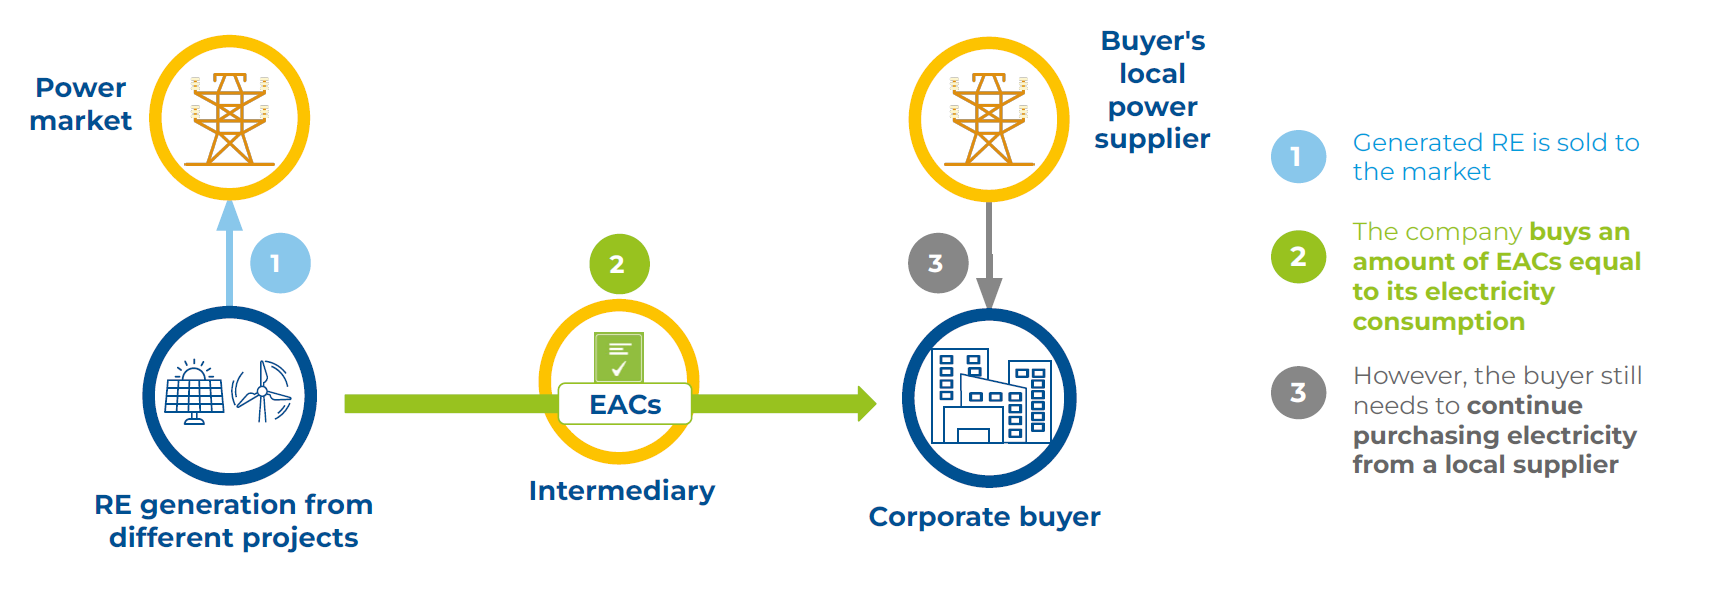 Power
market
1
RE generation from
different projects
2
EACs
Intermediary
Buyer's
local
power
supplier
3
Corporate buyer
1
Generated RE is sold to
the market
2
The company buys an
amount of EACs equal
to its electricity
consumption
3
However, the buyer still
needs to continue
purchasing electricity
from a local supplier